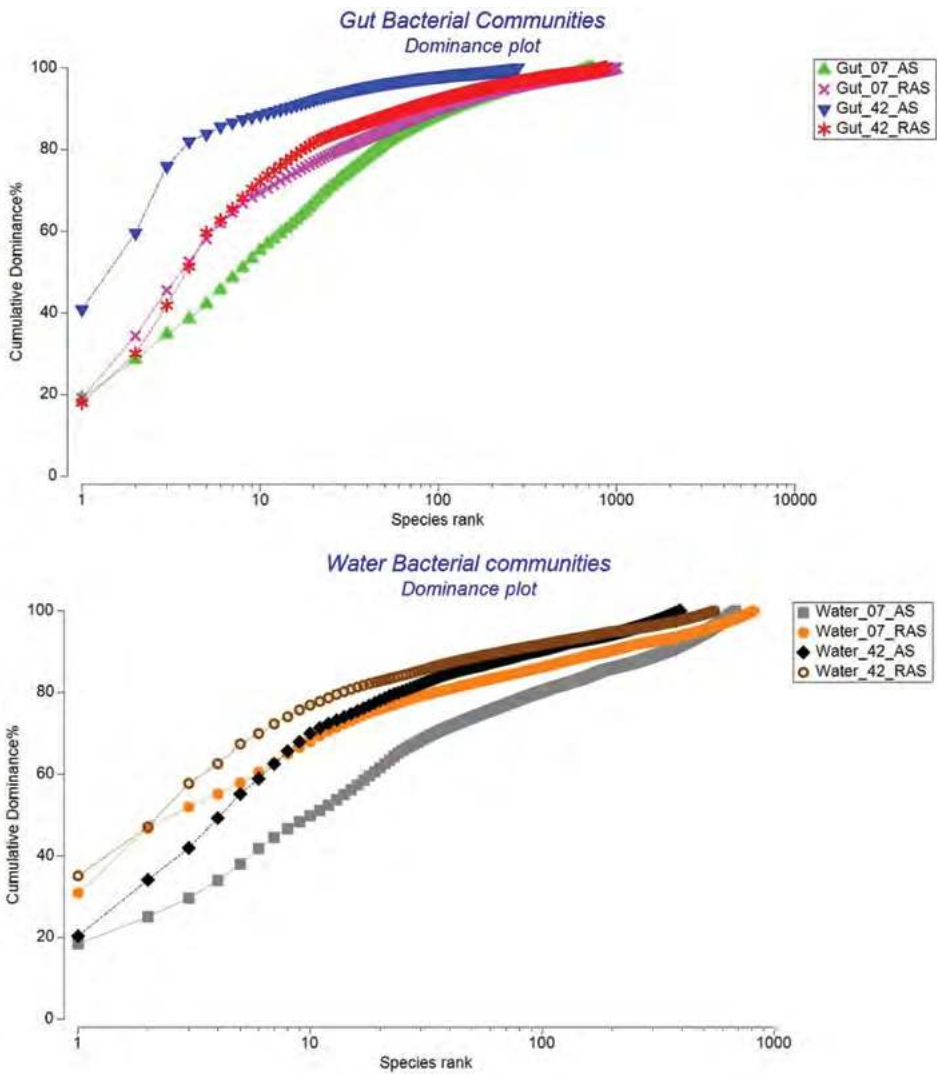 Gut Bacterial Communities
Dominance plot
100
80
60
40
20
0
Cumulative Dominance%
1
10
100
1000
10000
Species rank
Gut_07_AS
Gut_07_RAS
Gut_42_AS
Gut_42_RAS
Water Bacterial communities
Dominance plot
100
80
60
40
20
0
Cumulative Dominance%
1
10
100
1000
Species rank
Water_07_AS
Water_07_RAS
Water_42_AS
Water_42_RAS